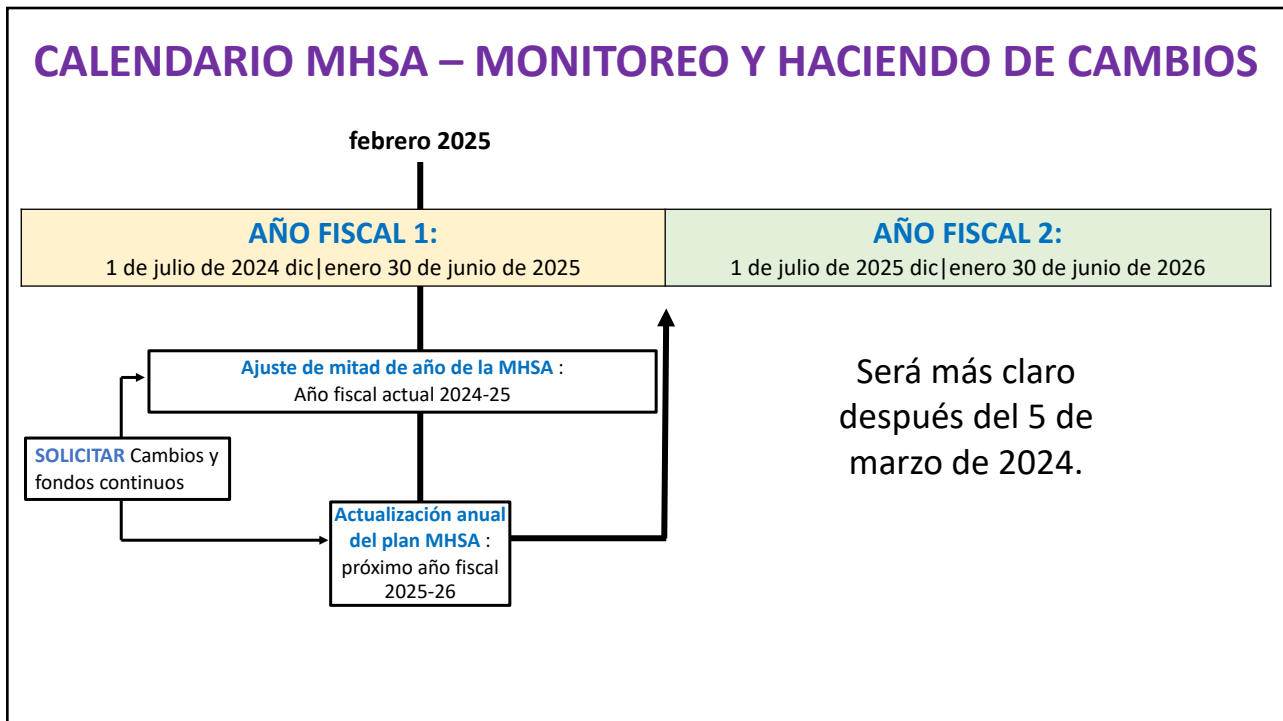 CALENDARIO MHSA – MONITOREO Y HACIENDO DE CAMBIOS
febrero 2025
AÑO FISCAL 1:
1 de julio de 2024 dic|enero 30 de junio de 2025
AÑO FISCAL 2:
1 de julio de 2025 dic|enero 30 de junio de 2026
Ajuste de mitad de año de la MHSA :
Año fiscal actual 2024-25
SOLICITAR Cambios y
fondos continuos
Actualización anual
del plan MHSA :
próximo año fiscal
2025-26
Será más claro
después del 5 de
marzo de 2024.